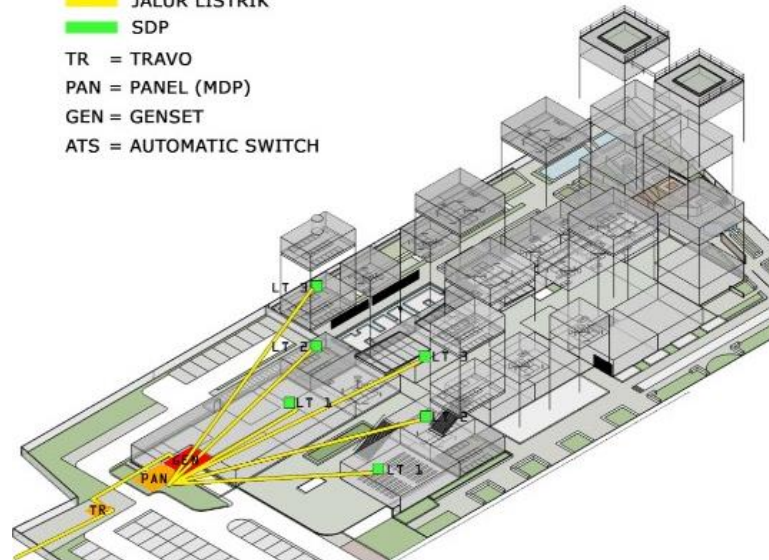 JALUR LISTRIK
SDP
TR = TRAVO
PAN = PANEL (MDP)
GEN = GENSET
ATS = AUTOMATIC SWITCH
LT 3
LT 2
LT 3
LT 1
LT 2
LT 1
GEN
PAN
TR